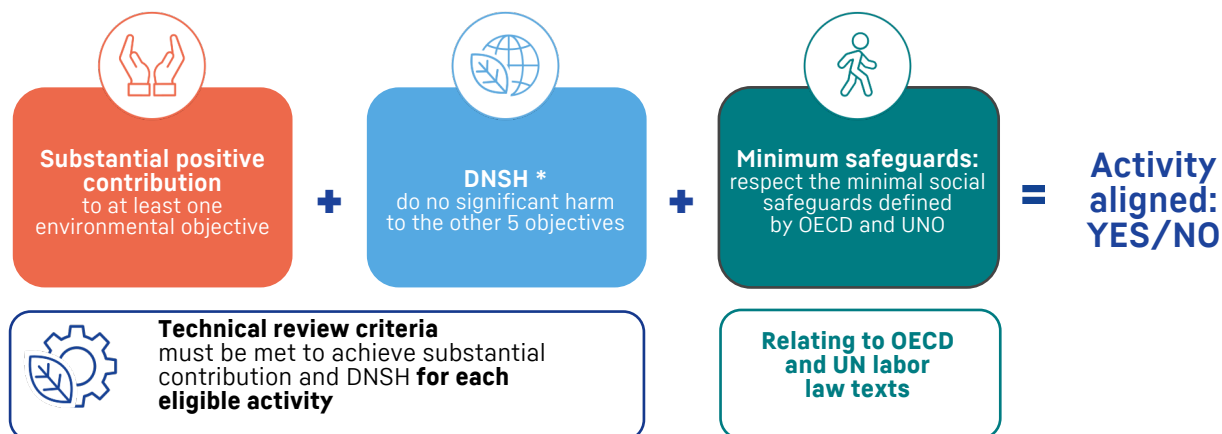 Substantial positive
contribution
to at least one
environmental objective
+
DNSH *
do no significant harm
to the other 5 objectives
+
Minimum safeguards:
respect the minimal social
safeguards defined
by OECD and UNO
=
Activity
aligned:
YES/NO
Technical review criteria
must be met to achieve substantial
contribution and DNSH for each
eligible activity
Relating to OECD
and UN labor
law texts